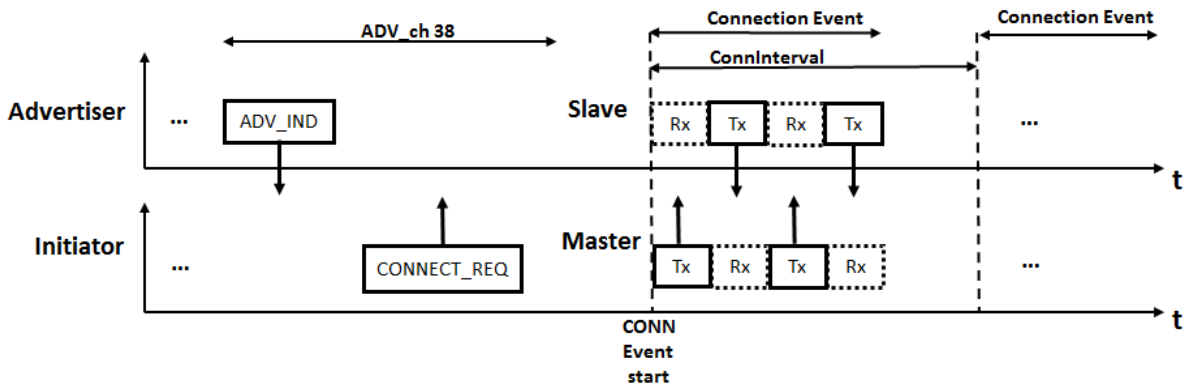 Connection Event
Connection Event
ADV_ch 38
ConnInterval
Advertiser
...
ADV_IND
Slave
Rx
Tx
Rx
Tx
...
t
Initiator
...
CONNECT_REQ
Master
Tx
Rx
Tx
Rx
...
t
CONN
Event
start